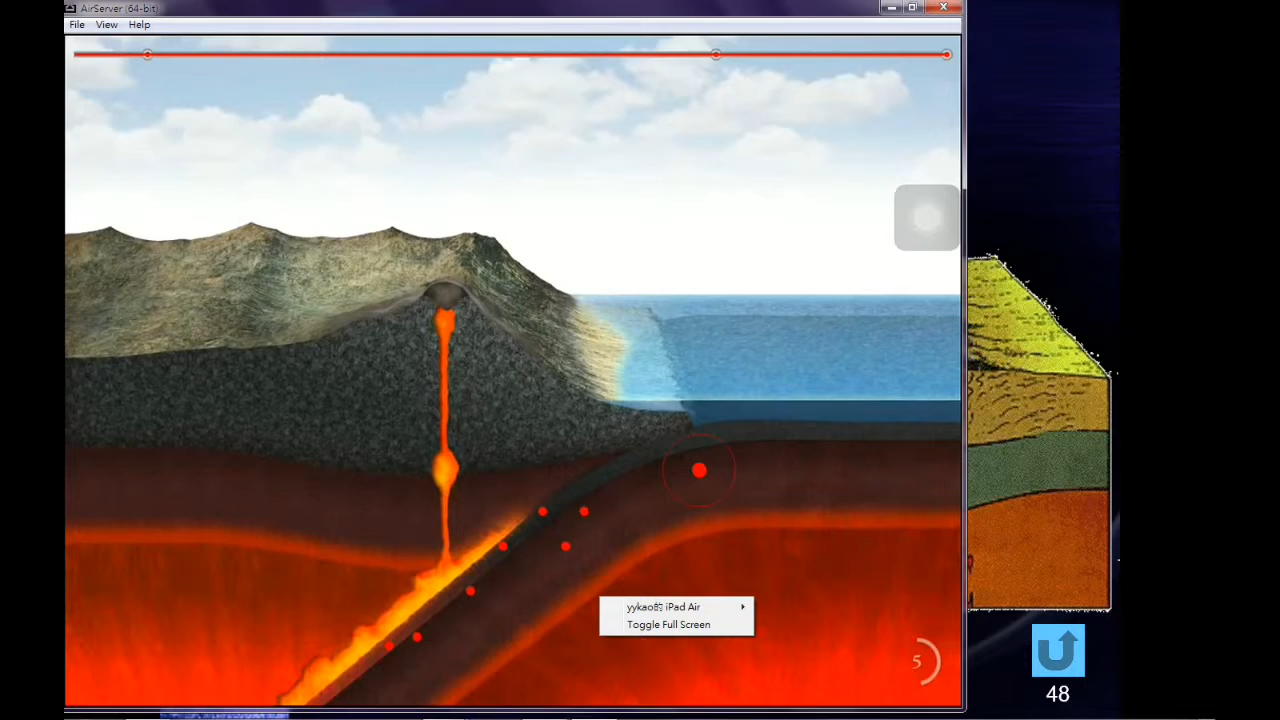 AirServer (64-bit)
File View Help
yykao的 iPad Air
Toggle Full Screen
5
48